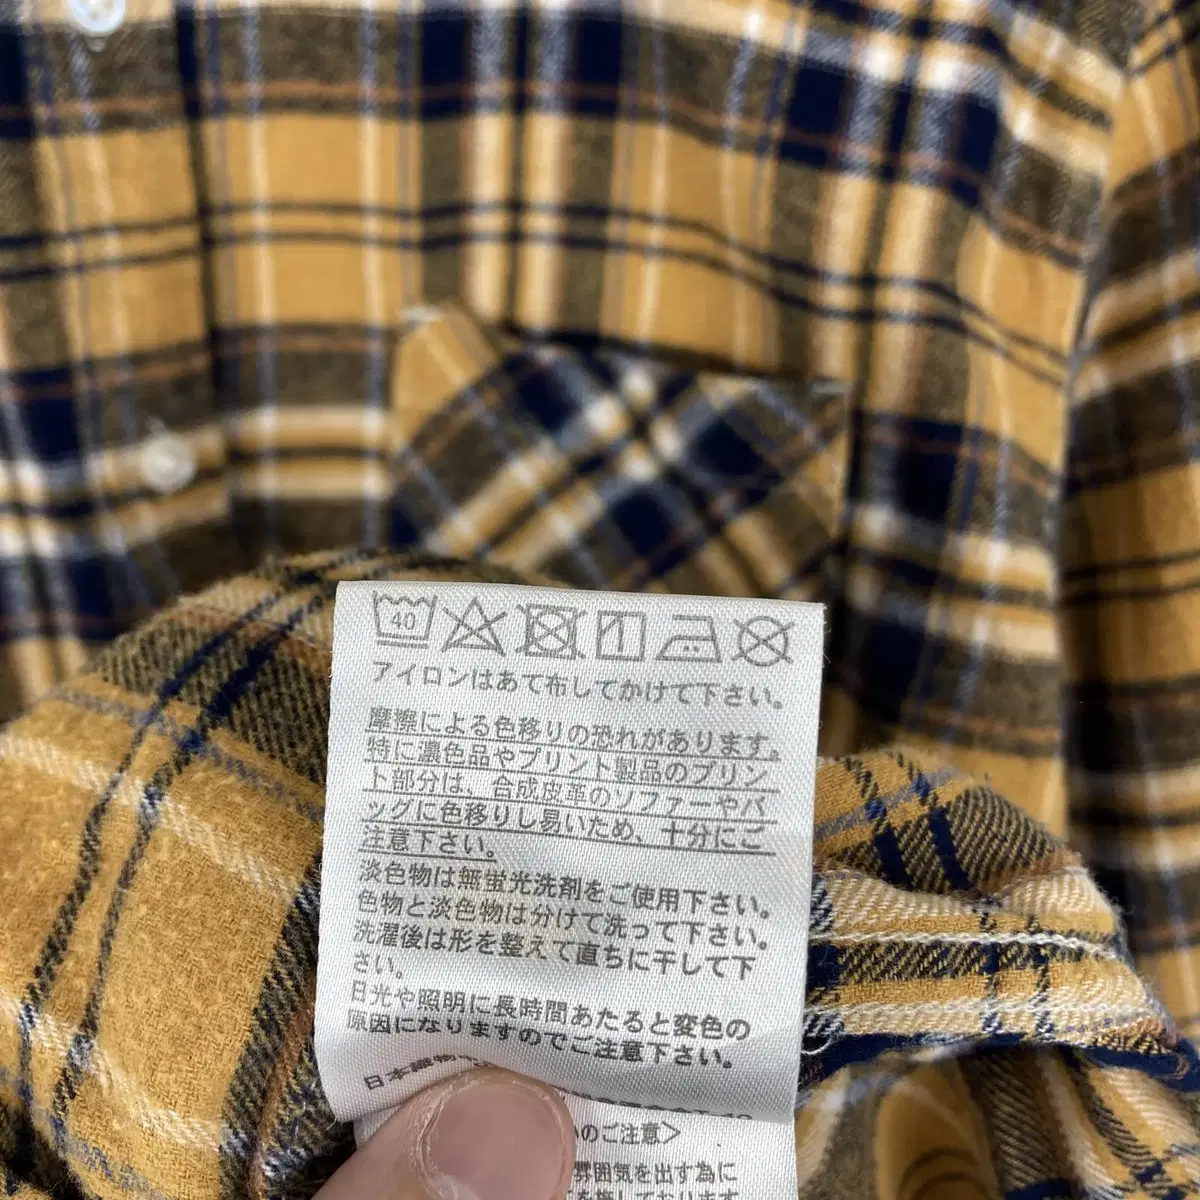 40
アイロンはあて布してかけて下さい。
摩擦による色移りの恐れがあります。
特に濃色品やプリント製品のプリン
ト部分は、合成皮革のソファーやバ
ッグに色移りし易いため、十分にご
注意下さい。
淡色物は無蛍光洗剤をご使用下さい。
色物と淡色物は分けて洗って下さい。
洗濯後は形を整えて直ちに干して下
さい。
日光や照明に長時間あたると変色の
原因になりますのでご注意下さい。
日本織物
のご注意>
雰囲気を出す為に
を施しております